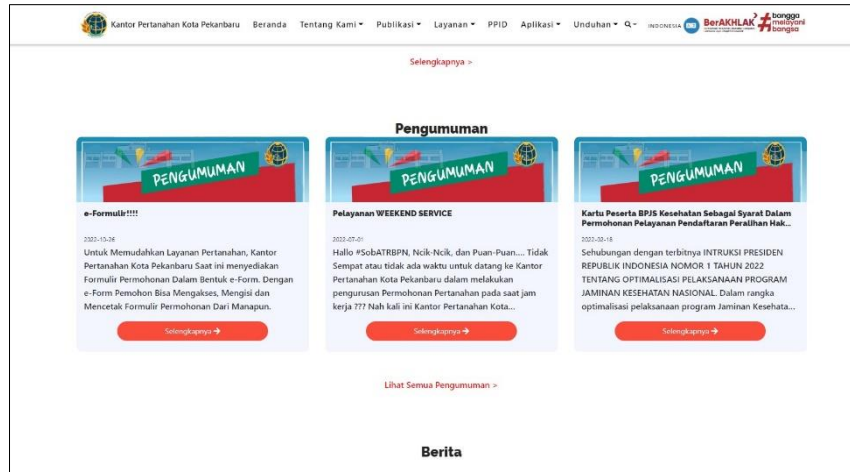 Kantor Pertanahan Kota Pekanbaru Beranda Tentang Kami Publikasi Layanan PPID Aplikasi Unduhan INDONESIA BerAKHLAK bangga
melayani
bangsa
Selengkapnya >
Pengumuman
PENGUMUMAN
PENGUMUMAN
PENGUMUMAN
e-Formulir!!!!
2022-10-26
Untuk Memudahkan Layanan Pertanahan, Kantor
Pertanahan Kota Pekanbaru Saat ini menyediakan
Formulir Permohonan Dalam Bentuk e-Form. Dengan
e-Form Pemohon Bisa Mengakses, Mengisi dan
Mencetak Formulir Permohonan Dari Manapun.
Selengkapnya →
Pelayanan WEEKEND SERVICE
2022-07-01
Hallo #SobATRBPN, Ncik-Ncik, dan Puan-Puan.... Tidak
Sempat atau tidak ada waktu untuk datang ke Kantor
Pertanahan Kota Pekanbaru dalam melakukan
pengurusan Permohonan Pertanahan pada saat jam
kerja ??? Nah kali ini Kantor Pertanahan Kota...
Selengkapnya →
Kartu Peserta BPJS Kesehatan Sebagai Syarat Dalam
Permohonan Pelayanan Pendaftaran Peralihan Hak...
Sehubungan dengan terbitnya INTRUKSI PRESIDEN
REPUBLIK INDONESIA NOMOR 1 TAHUN 2022
TENTANG OPTIMALISASI PELAKSANAAN PROGRAM
JAMINAN KESEHATAN NASIONAL. Dalam rangka
optimalisasi pelaksanaan program Jaminan Kesehata...
Selengkapnya →
Lihat Semua Pengumuman >
Berita